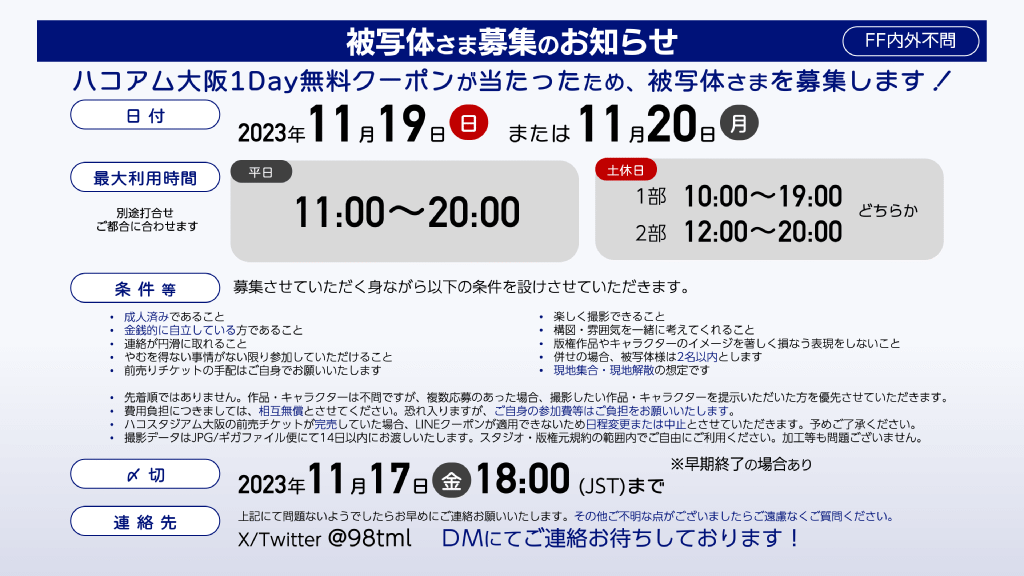 被写体さま募集のお知らせ
FF内外不問
ハコアム大阪1Day無料クーポンが当たったため、被写体さまを募集します！
日付
2023年11月19日 日 または 11月20日 月
最大利用時間
別途打合せ
ご都合に合わせます
平日
11:00～20:00
土休日
1部 10:00～19:00
2部 12:00～20:00
どちらか
条件等
募集させていただく身ながら以下の条件を設けさせていただきます。
・ 成人済みであること
・ 金銭的に自立している方であること
・ 連絡が円滑に取れること
・ やむを得ない事情がない限り参加していただけること
・ 前売りチケットの手配はご自身でお願いいたします
・ 楽しく撮影できること
・ 構図・雰囲気を一緒に考えてくれること
・ 版権作品やキャラクターのイメージを著しく損なう表現をしないこと
・ 併せの場合、被写体様は2名以内とします
・ 現地集合・現地解散の想定です
・ 先着順ではありません。作品・キャラクターは不問ですが、複数応募のあった場合、撮影したい作品・キャラクターを提示いただいた方を優先させていただきます。
・ 費用負担につきましては、相互無償とさせてください。恐れ入りますが、ご自身の参加費等はご負担をお願いいたします。
・ ハコスタジアム大阪の前売チケットが完売していた場合、LINEクーポンが適用できないため日程変更または中止とさせていただきます。予めご了承ください。
・ 撮影データはJPG/ギガファイル便にて14日以内にお渡しいたします。スタジオ・版権元規約の範囲内でご自由にご利用ください。加工等も問題ございません。
〆切
2023年11月17日 金 18:00 (JST)まで
※早期終了の場合あり
連絡先
上記にて問題ないようでしたらお早めにご連絡お願いいたします。その他ご不明な点がございましたらご遠慮なくご質問ください。
X/Twitter @98tml DMにてご連絡お待ちしております！